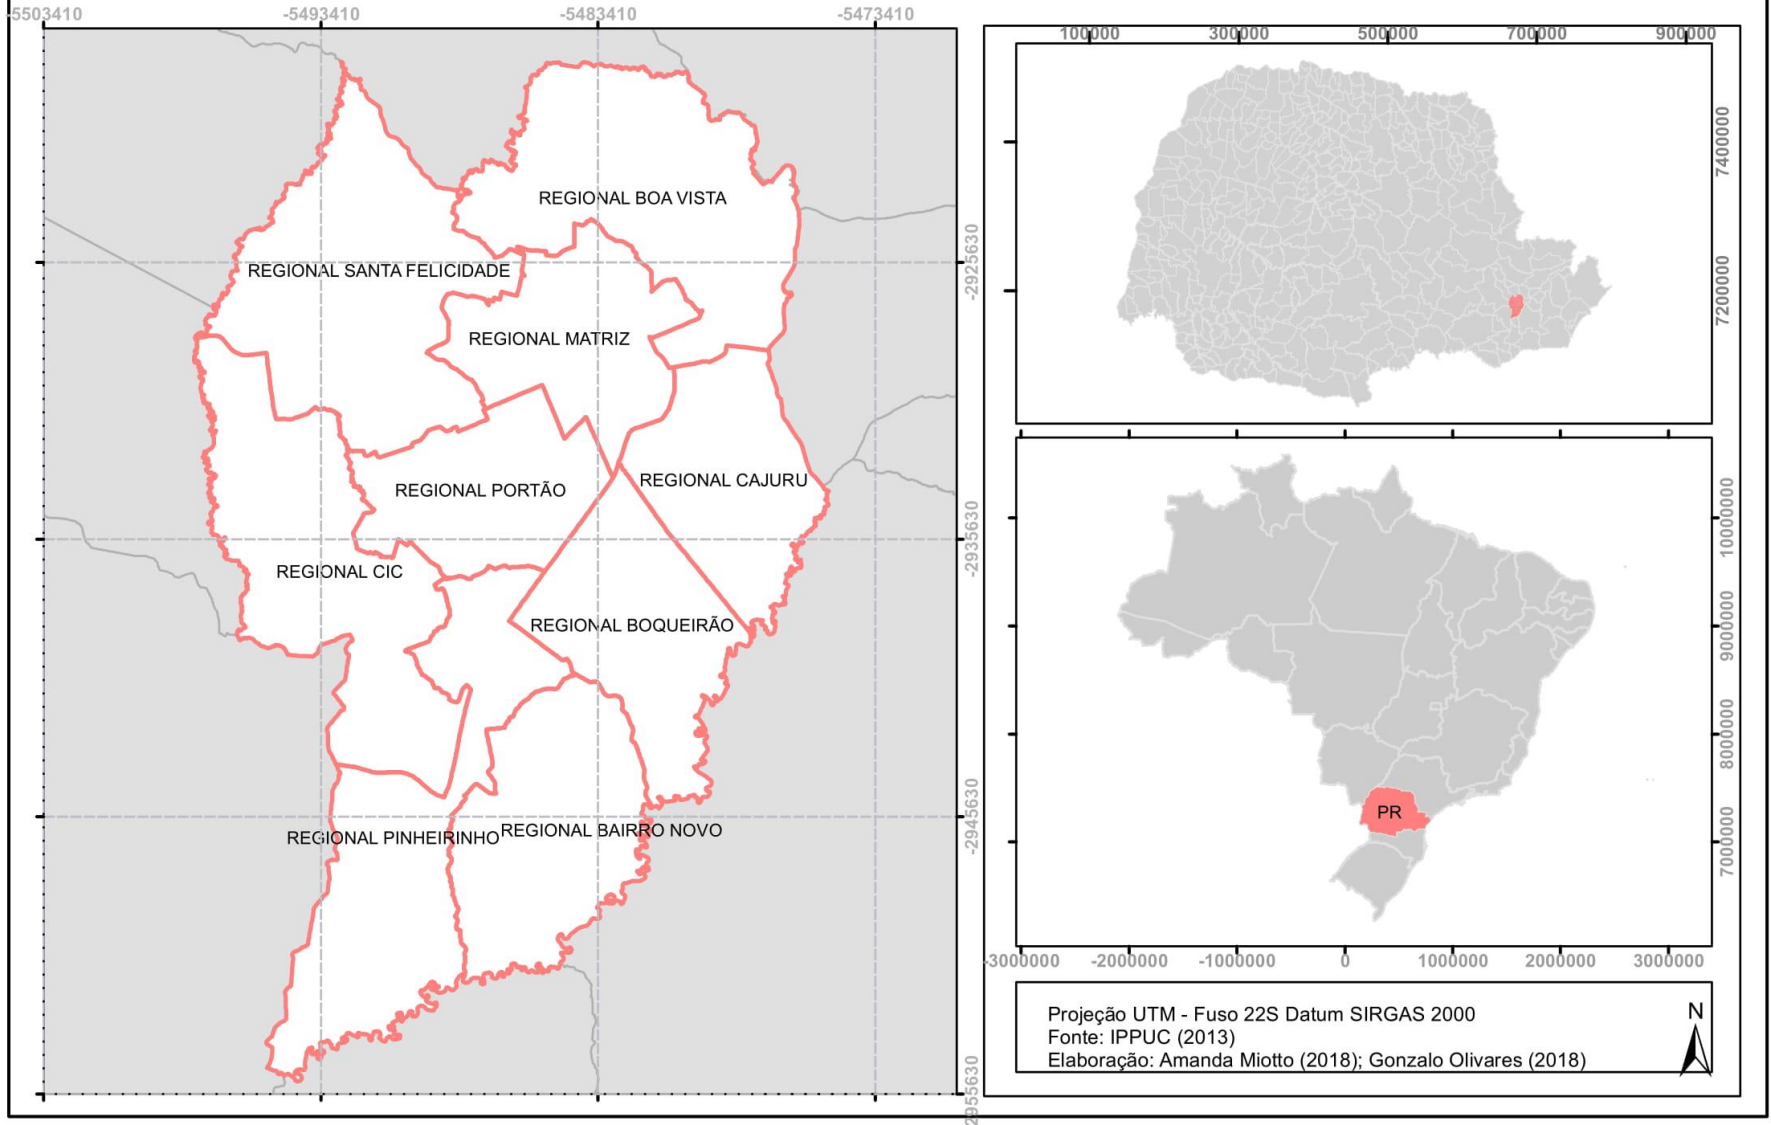 -5503410
-5493410
-5483410
-5473410
-2925630
-2935630
-2945630
-2955630
REGIONAL BOA VISTA
REGIONAL SANTA FELICIDADE
REGIONAL MATRIZ
REGIONAL PORTÃO
REGIONAL CAJURU
REGIONAL CIC
REGIONAL BOQUEIRÃO
REGIONAL PINHEIRINHO
REGIONAL BAIRRO NOVO
100000
300000
500000
700000
900000
7400000
7200000
10000000
9000000
8000000
7000000
PR
-3000000
-2000000
-1000000
0
1000000
2000000
3000000
Projeção UTM - Fuso 22S Datum SIRGAS 2000
Fonte: IPPUC (2013)
Elaboração: Amanda Miotto (2018); Gonzalo Olivares (2018)
N